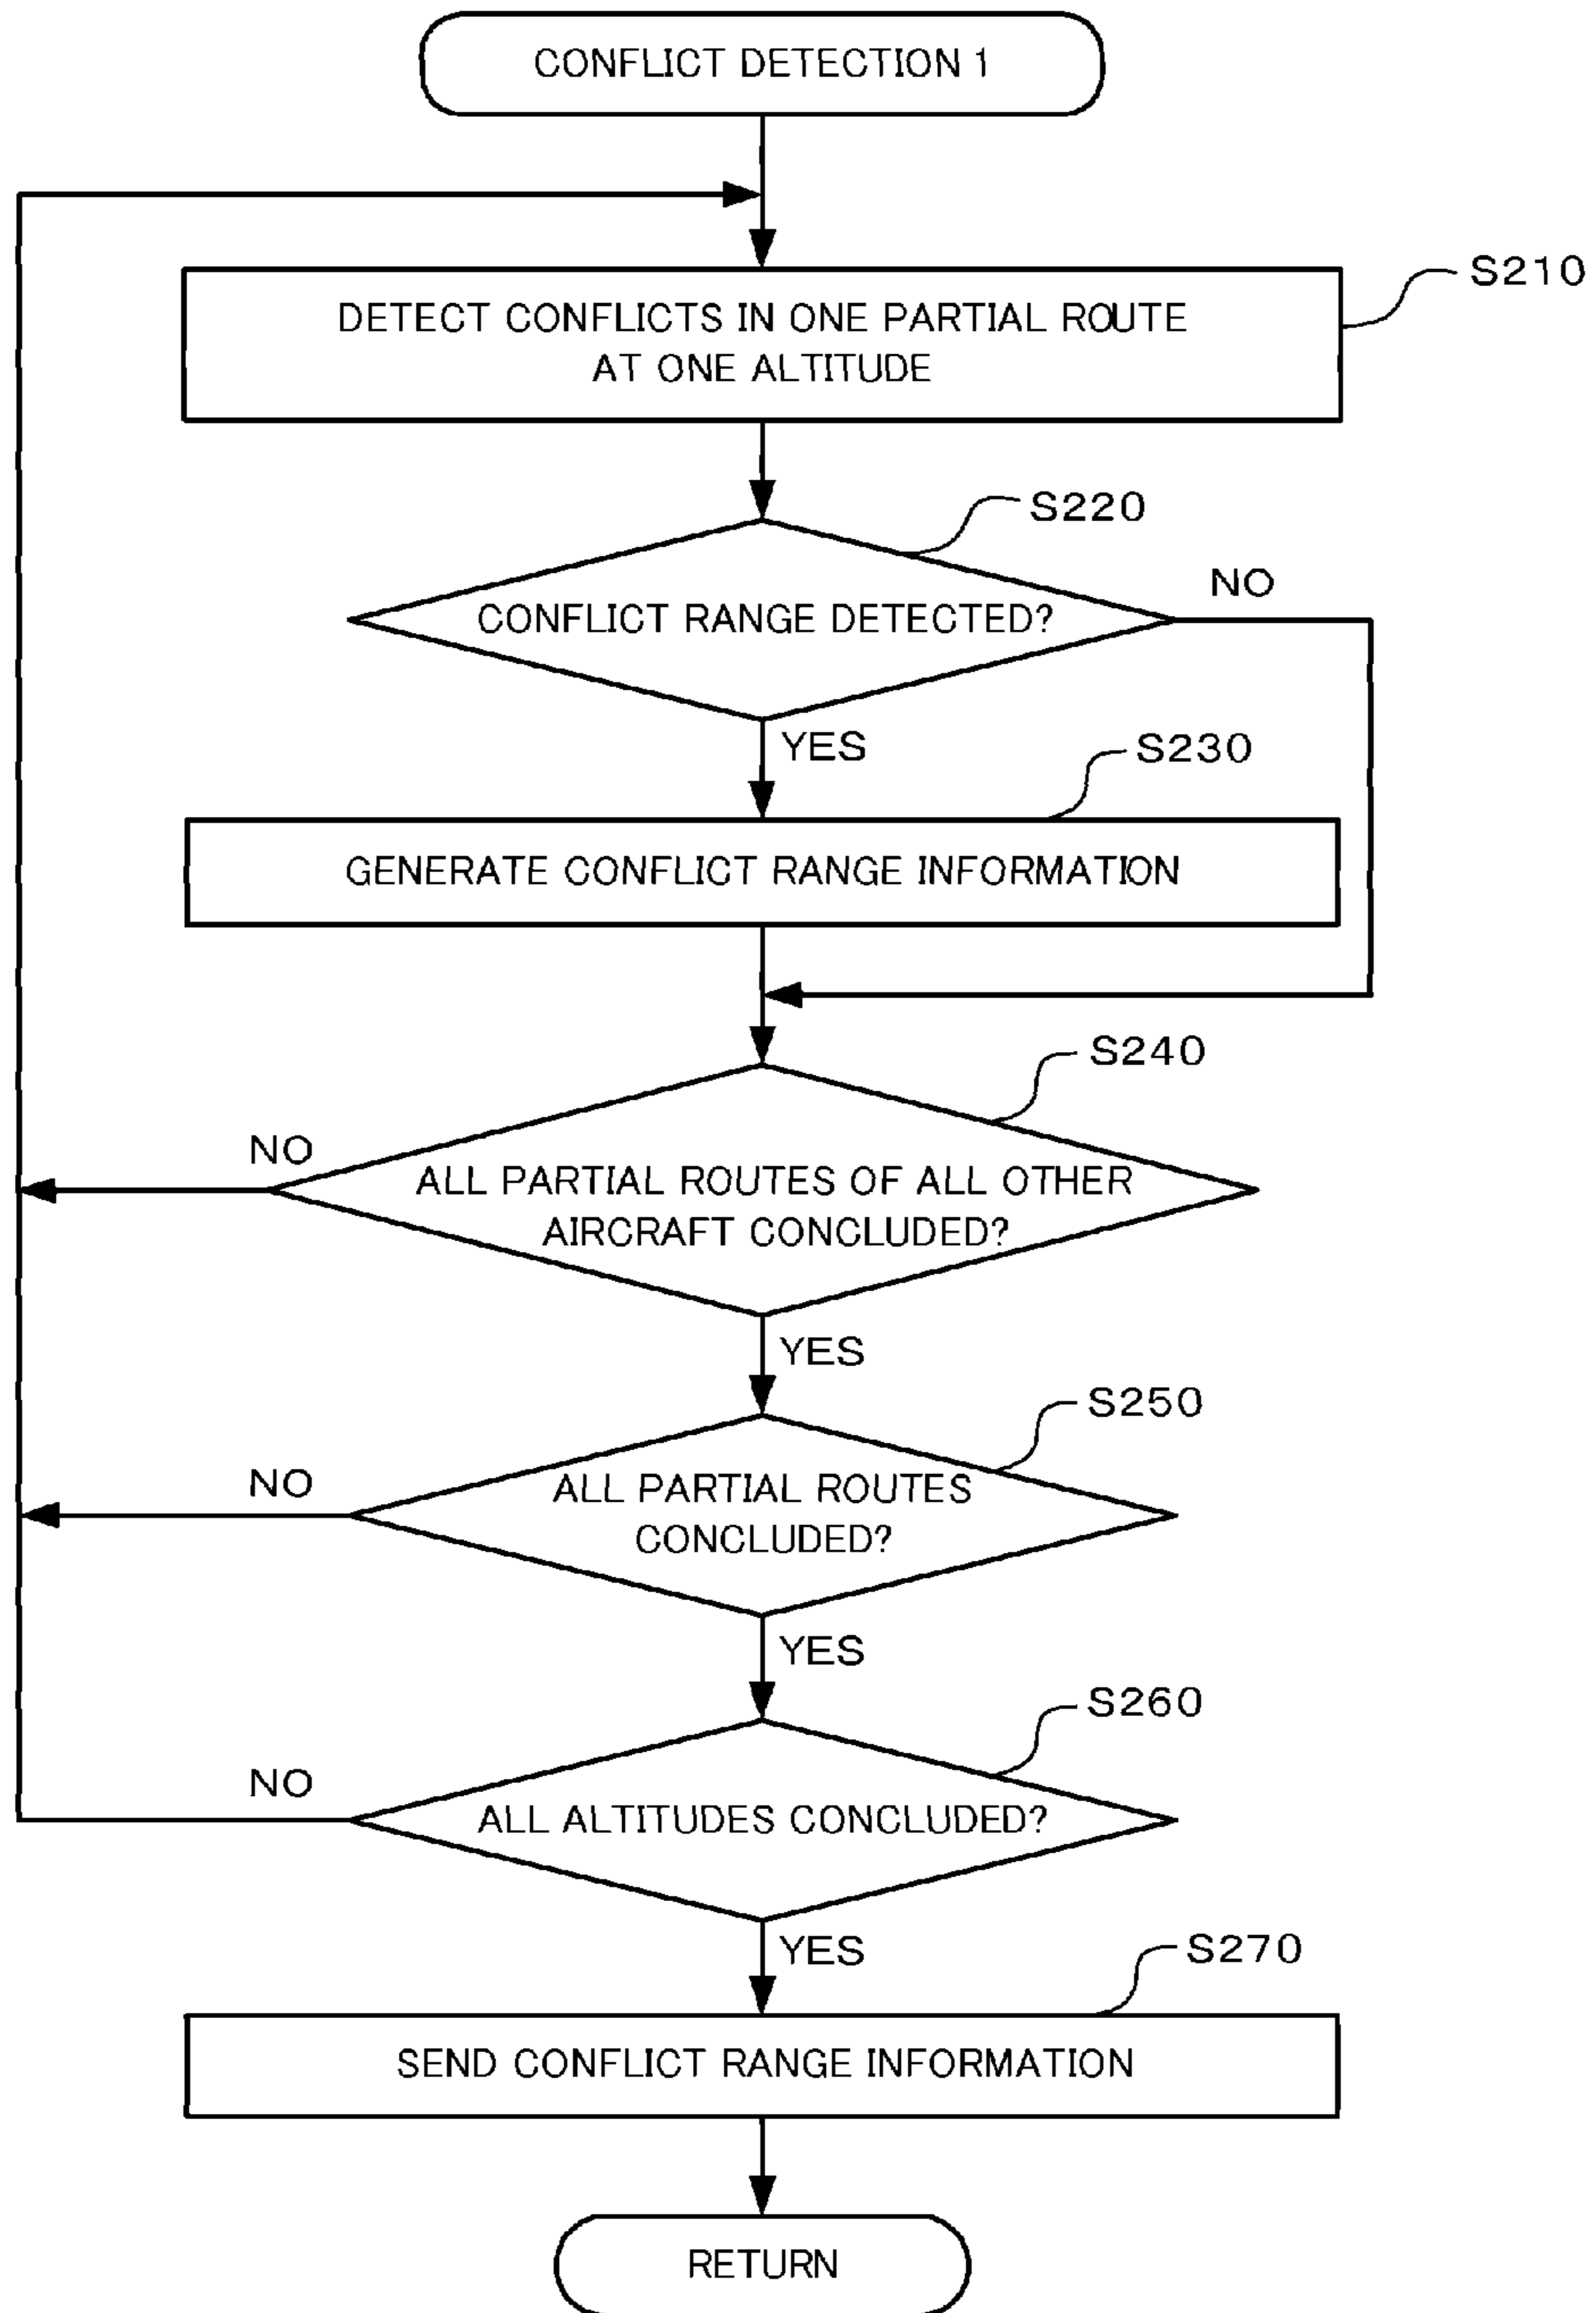 CONFLICT DETECTION 1
S210
DETECT CONFLICTS IN ONE PARTIAL ROUTE
AT ONE ALTITUDE
S220
NO
CONFLICT RANGE DETECTED?
YES
S230
GENERATE CONFLICT RANGE INFORMATION
S240
NO
ALL PARTIAL ROUTES OF ALL OTHER
AIRCRAFT CONCLUDED?
YES
S250
NO
ALL PARTIAL ROUTES
CONCLUDED?
YES
S260
NO
ALL ALTITUDES CONCLUDED?
YES
S270
SEND CONFLICT RANGE INFORMATION
RETURN